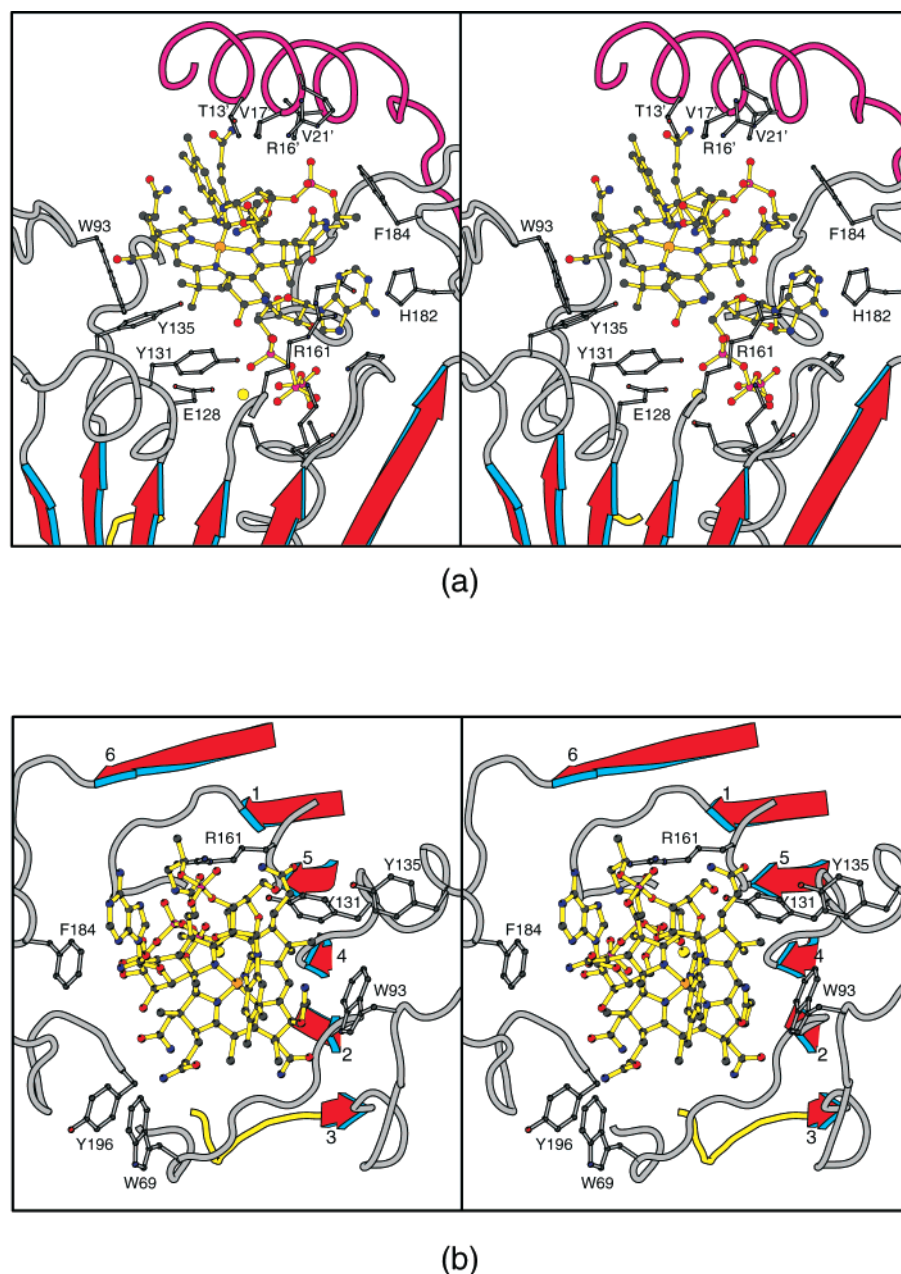 T13' V17'
V21'
R16'
W93
F184
H182
Y135
Y131
R161
E128
T13' V17'
V21'
R16'
W93
F184
H182
Y135
Y131
R161
E128
(a)
6
1
R161
5
Y135
Y131
F184
4
W93
2
Y196
3
W69
6
1
R161
5
Y135
Y131
F184
4
W93
2
Y196
3
W69
(b)